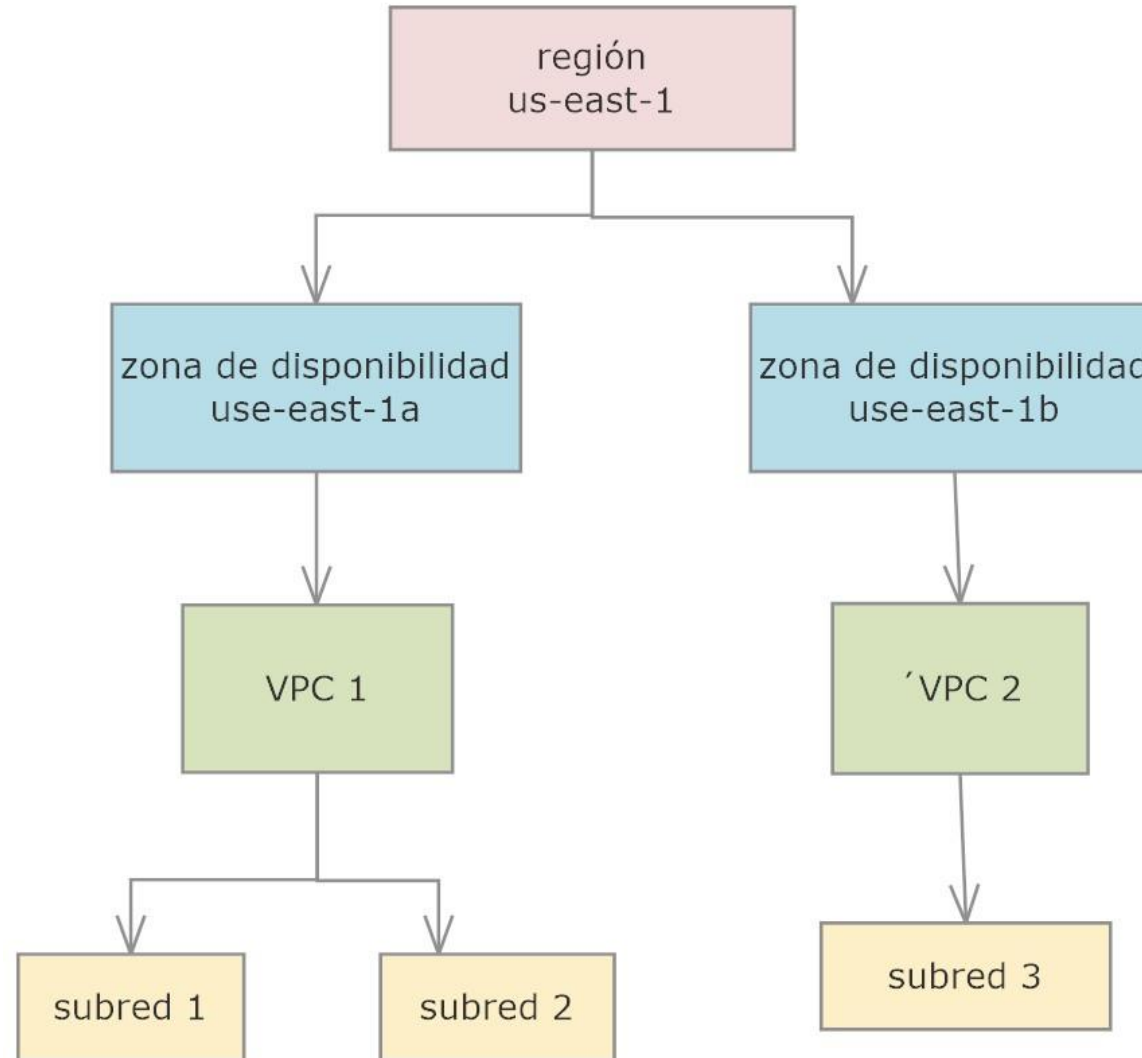 región
us-east-1
zona de disponibilidad
use-east-1a
zona de disponibilidad
use-east-1b
VPC 1
´VPC 2
subred 1
subred 2
subred 3